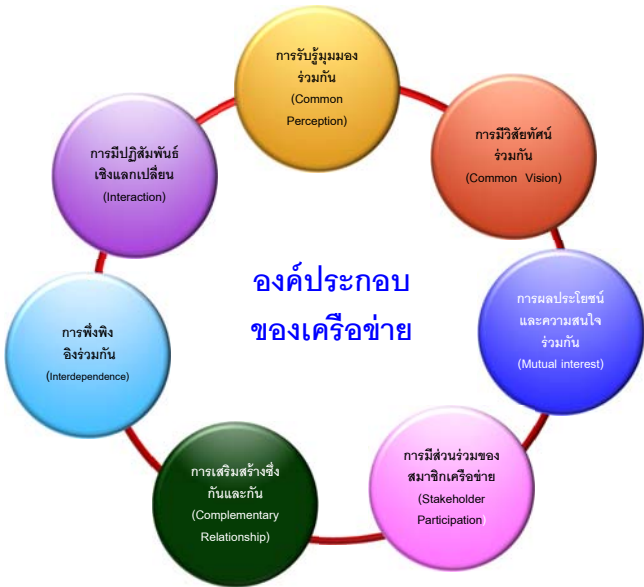 การรับรู้มุมมอง
ร่วมกัน
(Common
Perception)
การมีวิสัยทัศน์
ร่วมกัน
(Common Vision)
การผลประโยชน์
และความสนใจ
ร่วมกัน
(Mutual interest)
การมีส่วนร่วมของ
สมาชิกเครือข่าย
(Stakeholder
Participation)
การเสริมสร้างซึ่ง
กันและกัน
(Complementary
Relationship)
การพึ่งพิง
อิงร่วมกัน
(Interdependence)
การมีปฏิสัมพันธ์
เชิงแลกเปลี่ยน
(Interaction)
องค์ประกอบ
ของเครือข่าย